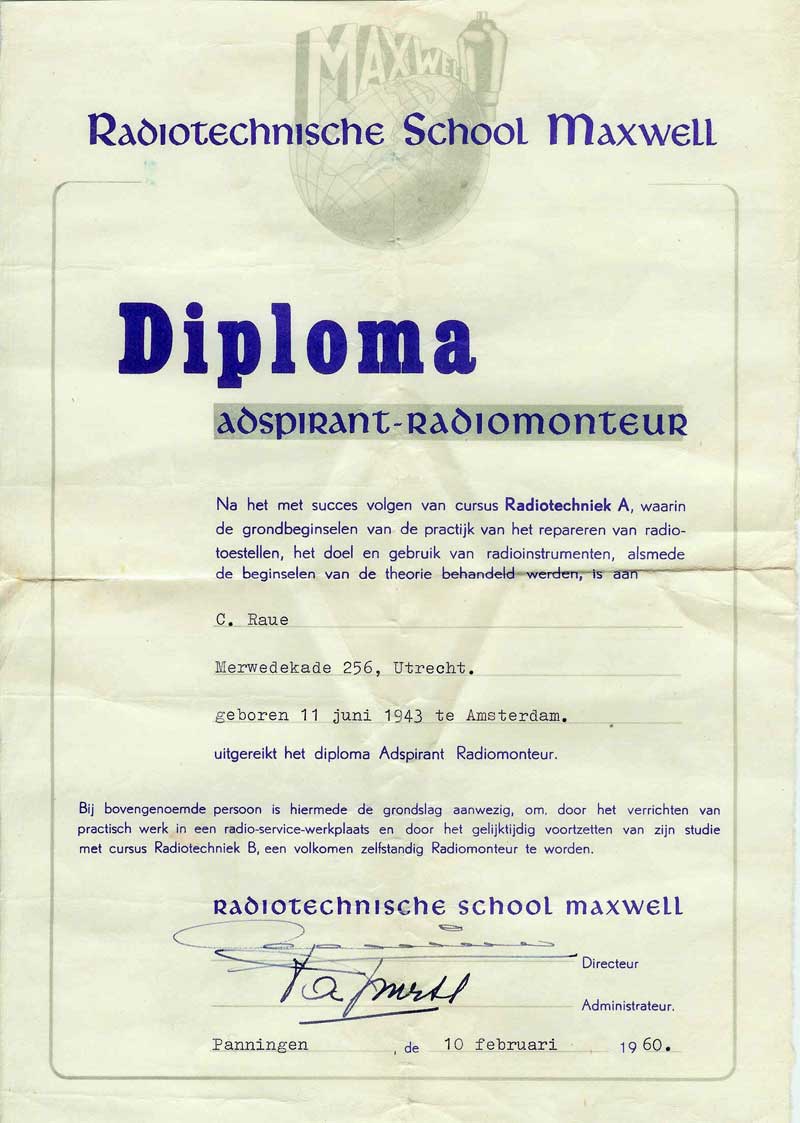 MAXWELL
Radiotechnische School Maxwell
Diploma
adspirant-radiomonteur
Na het met succes volgen van cursus Radiotechniek A, waarin
de grondbeginselen van de practijk van het repareren van radio-
toestellen, het doel en gebruik van radioinstrumenten, alsmede
de beginselen van de theorie behandeld werden, is aan
C. Raue
Merwedekade 256, Utrecht.
geboren 11 juni 1943 te Amsterdam.
uitgereikt het diploma Adspirant Radiomonteur.
Bij bovengenoemde persoon is hiermede de grondslag aanwezig, om, door het verrichten van
practisch werk in een radio-service-werkplaats en door het gelijktijdig voortzetten van zijn studie
met cursus Radiotechniek B, een volkomen zelfstandig Radiomonteur te worden.
radiotechnische school maxwell
Directeur
Administrateur.
Panningen , de 10 februari 1960.